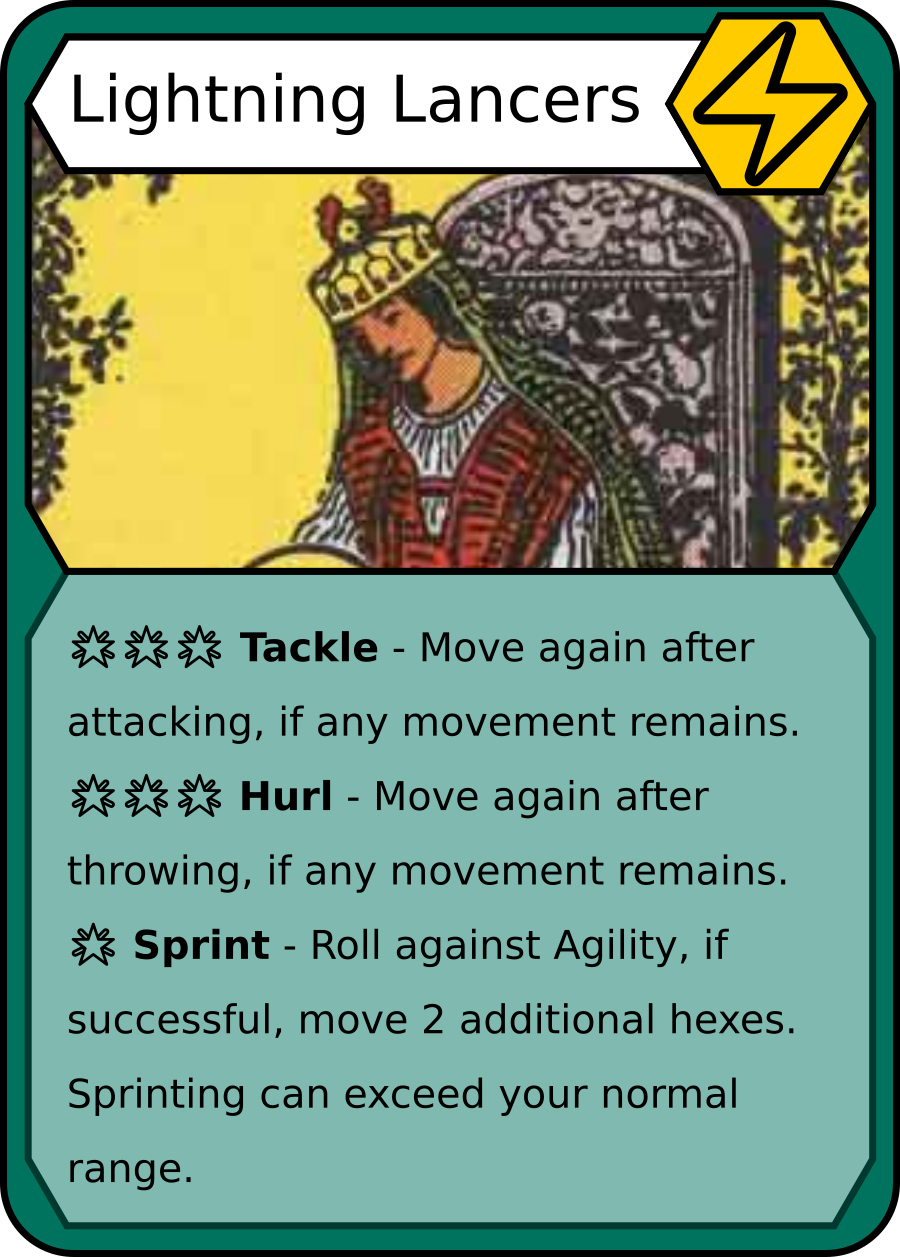 Lightning Lancers
Tackle - Move again after
attacking, if any movement remains.
Hurl - Move again after
throwing, if any movement remains.
Sprint - Roll against Agility, if
successful, move 2 additional hexes.
Sprinting can exceed your normal
range.